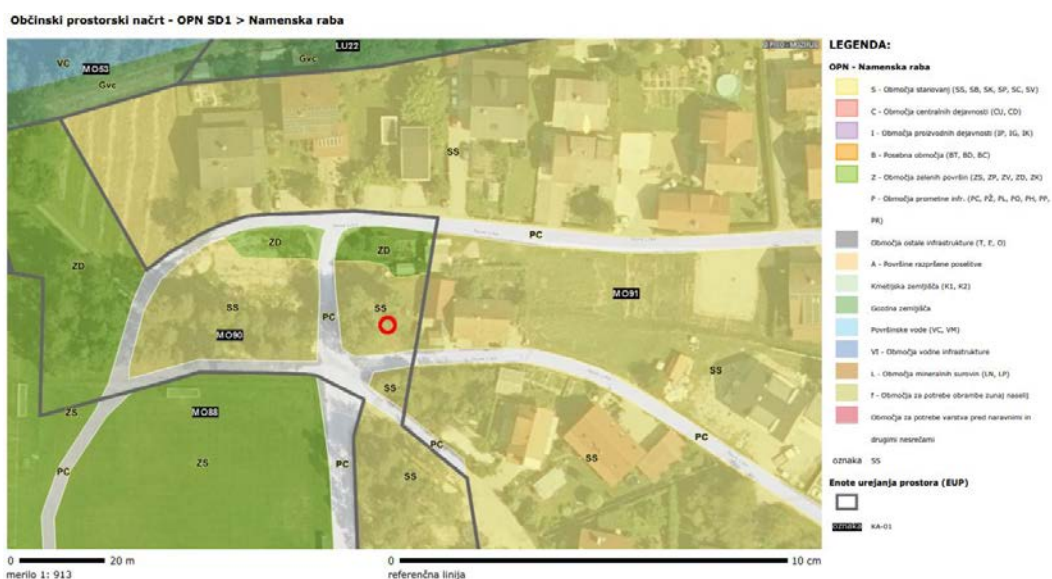 Občinski prostorski načrt - OPN SD1 > Namenska raba
LU22
VC
MO53
Gvc
Gvc
SS
PC
ZD
ZD
ZD
SS
SS
MO91
PC
MO90
SS
SS
ZS
MO88
PC
PC
ZS
PC
PC
SS
SS
LEGENDA:
OPN - Namenska raba
S - Območja stanovanj (SS, SB, SK, SP, SC, SV)
C - Območja centralnih dejavnosti (CU, CD)
I - Območja proizvodnih dejavnosti (IP, IG, IK)
B - Posebna območja (BT, BD, BC)
Z - Območja zelenih površin (ZS, ZP, ZV, ZD, ZK)
P - Območja prometne infr. (PC, PŽ, PL, PO, PH, PP,
PR)
Območja ostale infrastrukture (T, E, O)
A - Površine razpršene poselitve
Kmetijska zemljišča (K1, K2)
Gozdna zemljišča
Površinske vode (VC, VM)
VI - Območja vodne infrastrukture
L - Območja mineralnih surovin (LN, LP)
f - Območja za potrebe obrambe zunaj naselij
Območja za potrebe varstva pred naravnimi in
drugimi nesrečami
oznaka SS
Enote urejanja prostora (EUP)
oznaka KA-01
0 20 m
merilo 1: 913
0 10 cm
referenčna linija